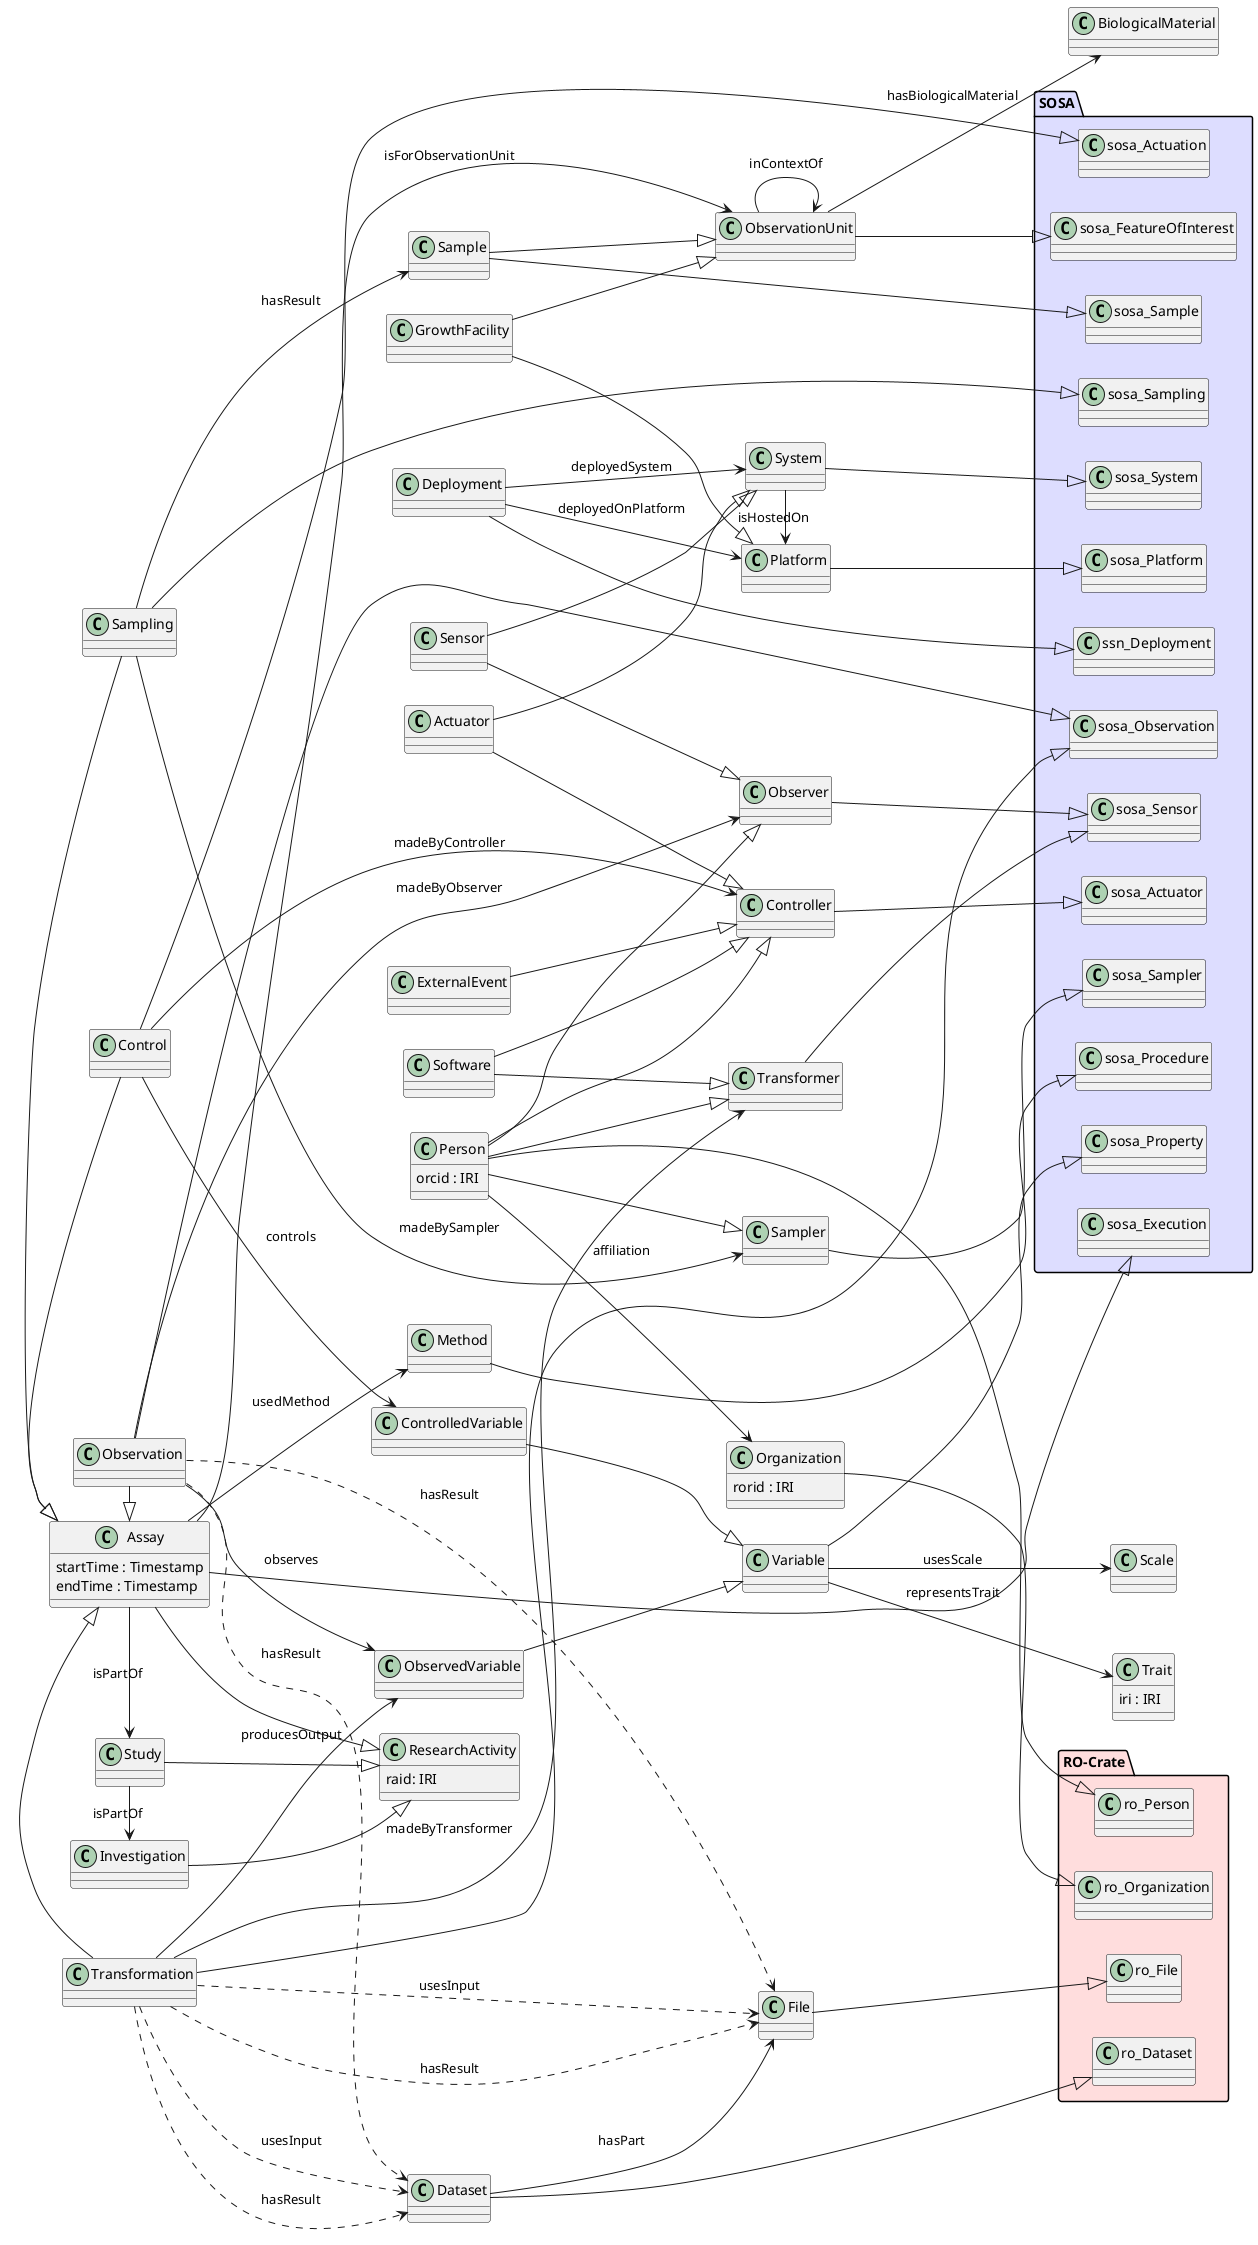 BiologicalMaterial
hasBiologicalMaterial
SOSA
sosa_Actuation
isForObservationUnit
inContextOf
ObservationUnit
sosa_FeatureOfInterest
Sample
hasResult
sosa_Sample
GrowthFacility
sosa_Sampling
System
sosa_System
deployedSystem
Deployment
deployedOnPlatform
isHostedOn
Platform
sosa_Platform
Sampling
Sensor
ssn_Deployment
Actuator
sosa_Observation
Observer
sosa_Sensor
madeByController
madeByObserver
Controller
sosa_Actuator
ExternalEvent
sosa_Sampler
Control
Software
Transformer
sosa_Procedure
Person
orcid : IRI
sosa_Property
madeBySampler
controls
affiliation
Sampler
sosa_Execution
Method
usedMethod
ControlledVariable
Observation
hasResult
Organization
rorid : IRI
Assay
startTime : Timestamp
endTime : Timestamp
observes
Variable
usesScale
Scale
representsTrait
isPartOf
hasResult
ObservedVariable
Trait
iri : IRI
producesOutput
Study
ResearchActivity
raid: IRI
RO-Crate
ro_Person
isPartOf
madeByTransformer
Investigation
ro_Organization
Transformation
usesInput
File
ro_File
hasResult
ro_Dataset
usesInput
hasPart
Dataset
hasResult